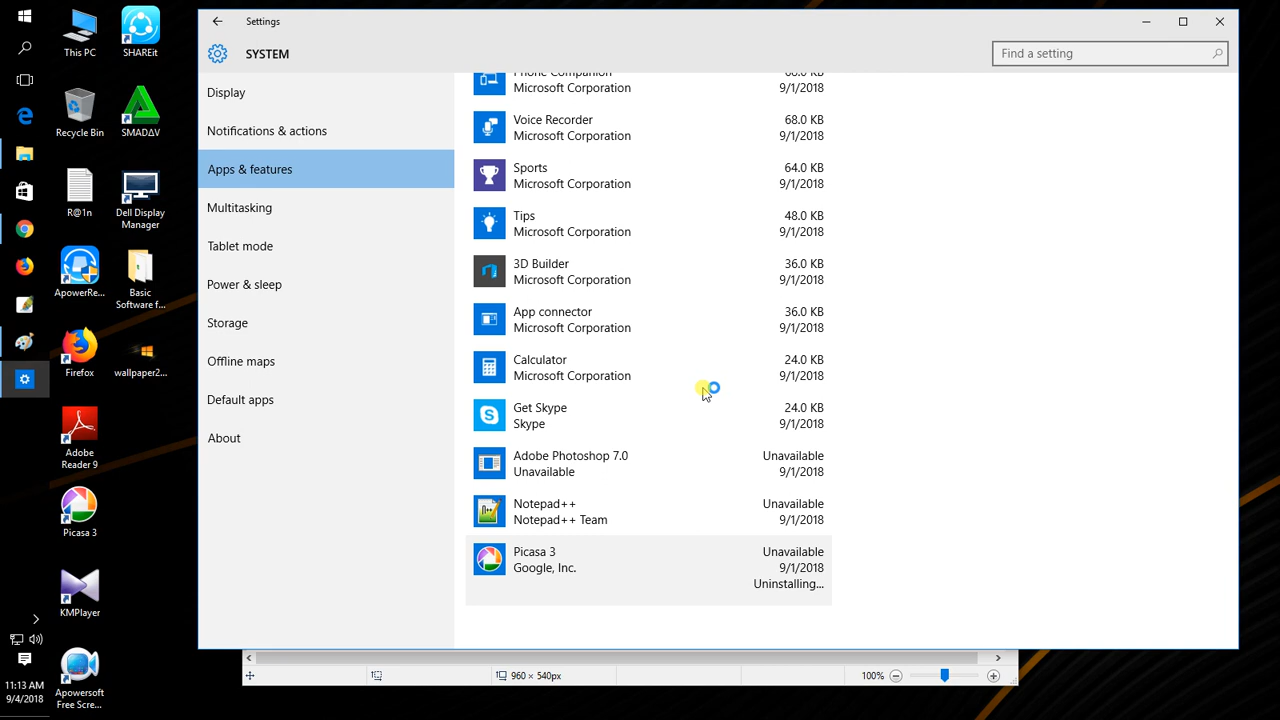 This PC
SHAREit
Recycle Bin
SMADΔV
R@1n
Dell Display
Manager
ApowerRe...
Basic
Software f...
Firefox
wallpaper2...
Adobe
Reader 9
Picasa 3
KMPlayer
Apowersoft
Free Scre...
11:13 AM
9/4/2018
Settings
SYSTEM
Find a setting
Display
Notifications & actions
Apps & features
Multitasking
Tablet mode
Power & sleep
Storage
Offline maps
Default apps
About
Phone Companion 68.0 KB
Microsoft Corporation 9/1/2018
Voice Recorder 68.0 KB
Microsoft Corporation 9/1/2018
Sports 64.0 KB
Microsoft Corporation 9/1/2018
Tips 48.0 KB
Microsoft Corporation 9/1/2018
3D Builder 36.0 KB
Microsoft Corporation 9/1/2018
App connector 36.0 KB
Microsoft Corporation 9/1/2018
Calculator 24.0 KB
Microsoft Corporation 9/1/2018
Get Skype 24.0 KB
Skype 9/1/2018
Adobe Photoshop 7.0 Unavailable
Unavailable 9/1/2018
Notepad++ Unavailable
Notepad++ Team 9/1/2018
Picasa 3 Unavailable
Google, Inc. 9/1/2018
Uninstalling...
960 × 540px
100%